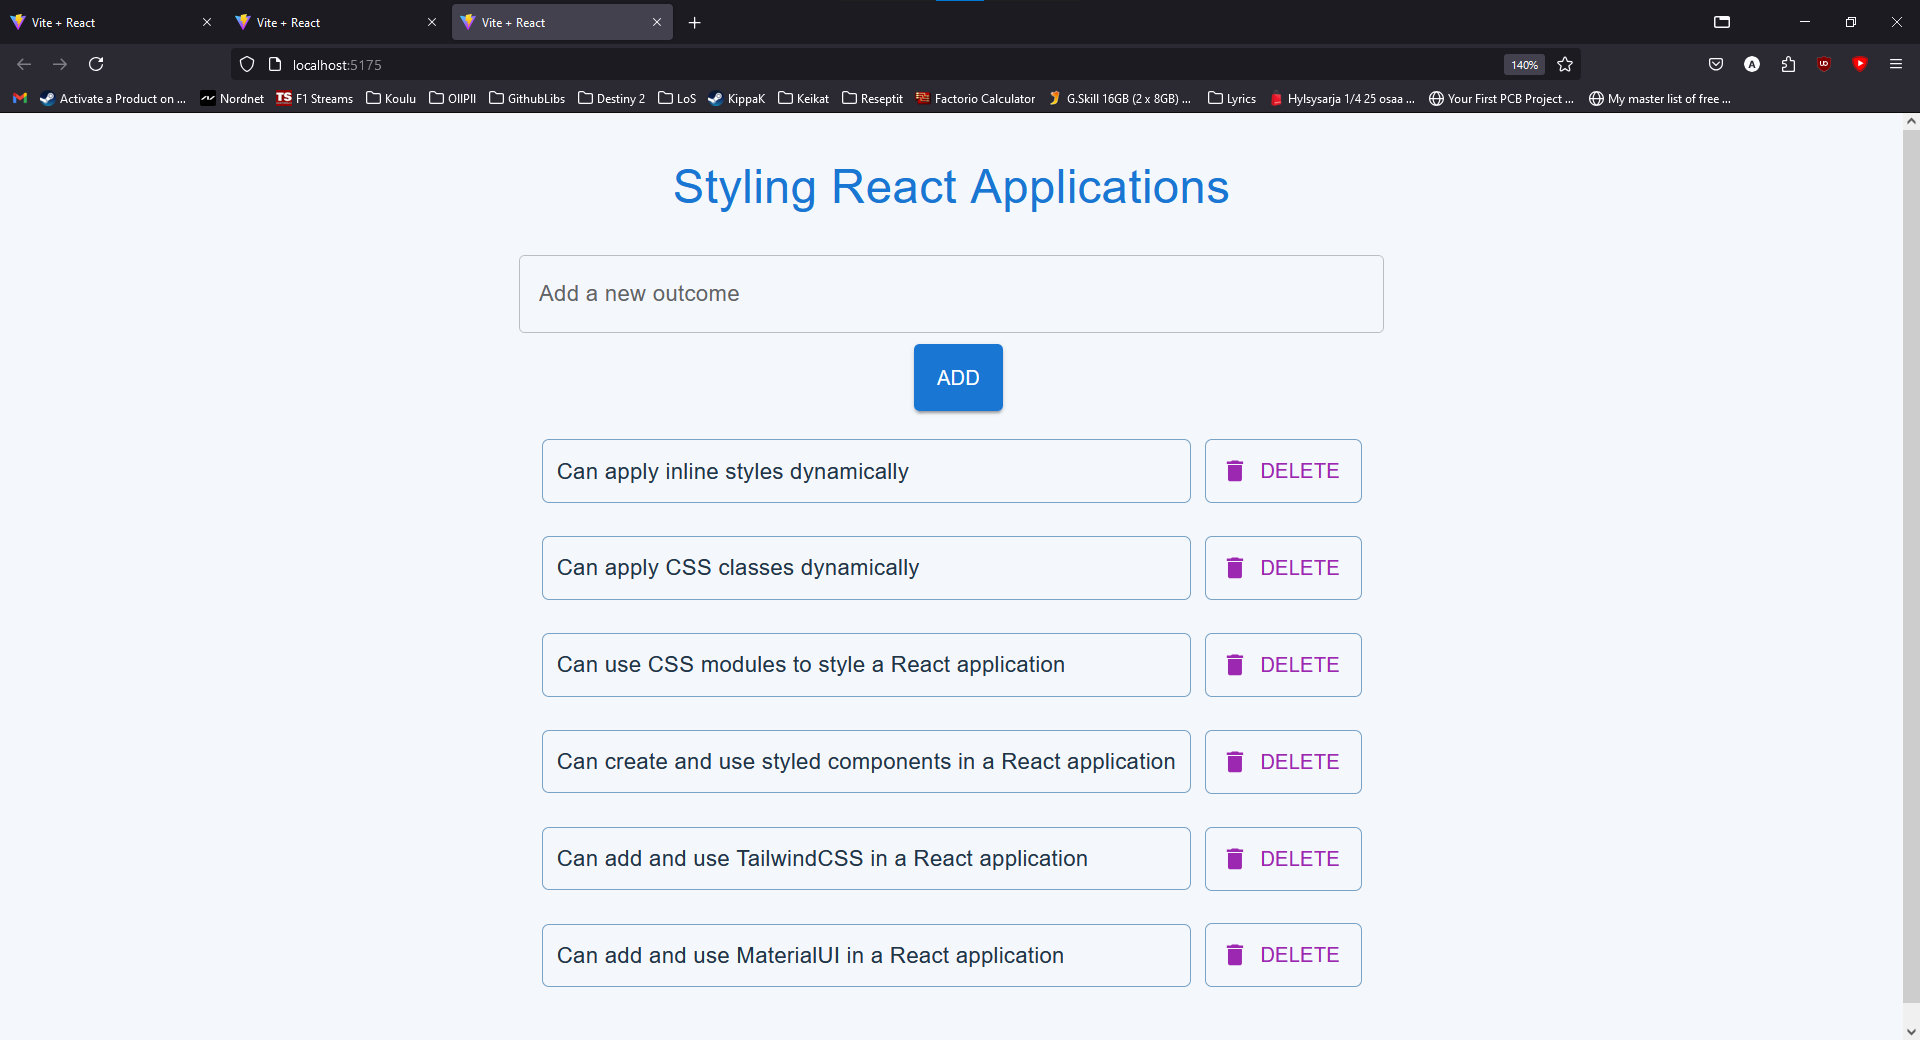 Vite + React
Vite + React
Vite + React
localhost:5175
140%
Activate a Product on ...
Nordnet
TS F1 Streams
Koulu
OIIPII
GithubLibs
Destiny 2
LoS
KippaK
Keikat
Reseptit
Factorio Calculator
G.Skill 16GB (2 x 8GB) ...
Lyrics
Hylsysarja 1/4 25 osaa ...
Your First PCB Project ...
My master list of free ...
Styling React Applications
Add a new outcome
ADD
Can apply inline styles dynamically DELETE
Can apply CSS classes dynamically DELETE
Can use CSS modules to style a React application DELETE
Can create and use styled components in a React application DELETE
Can add and use TailwindCSS in a React application DELETE
Can add and use MaterialUI in a React application DELETE